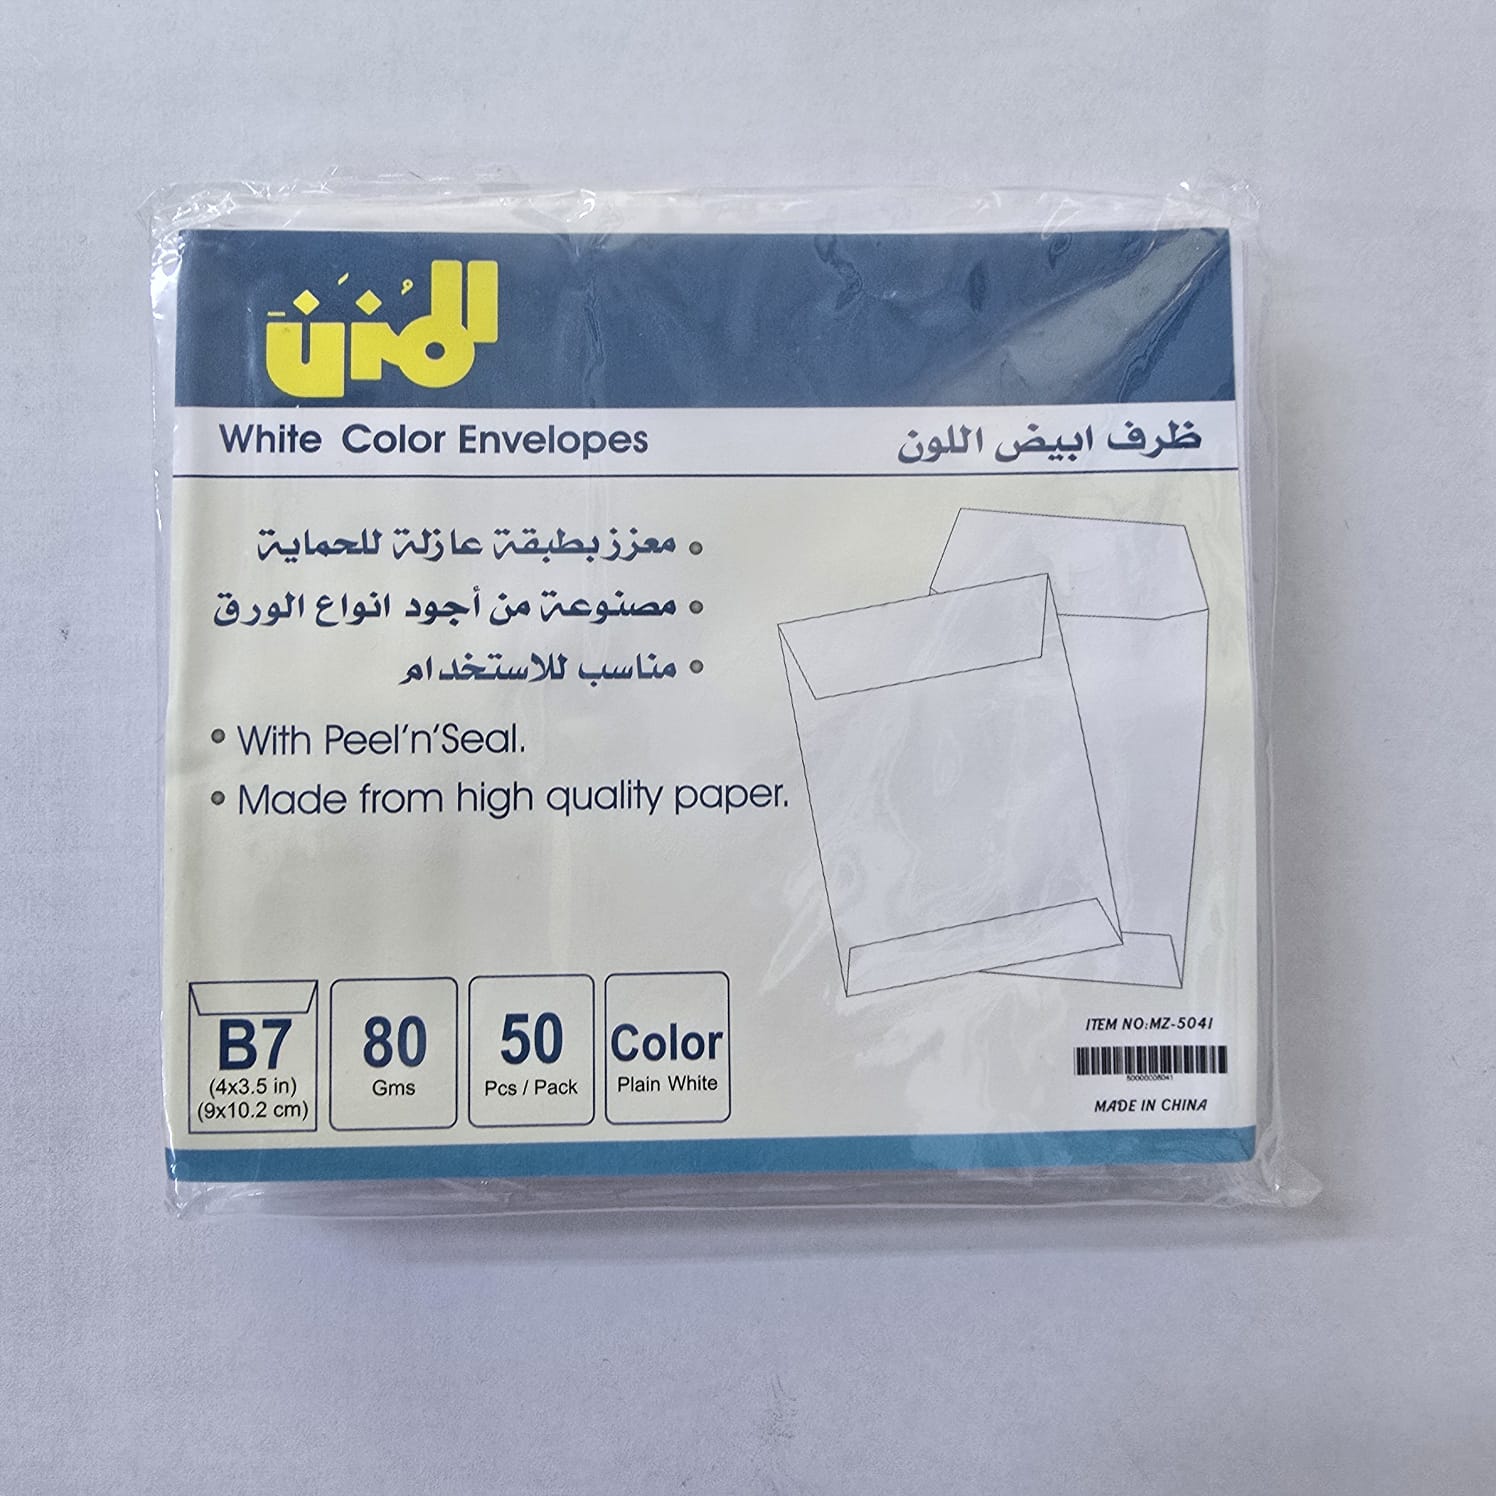 المُزَن
White Color Envelopes
ظرف ابيض اللون
• معزز بطبقة عازلة للحماية
• مصنوعة من أجود انواع الورق
• مناسب للاستخدام
• With Peel'n'Seal.
• Made from high quality paper.
B7
(4x3.5 in)
(9x10.2 cm)
80
Gms
50
Pcs / Pack
Color
Plain White
ITEM NO:MZ-5041
MADE IN CHINA